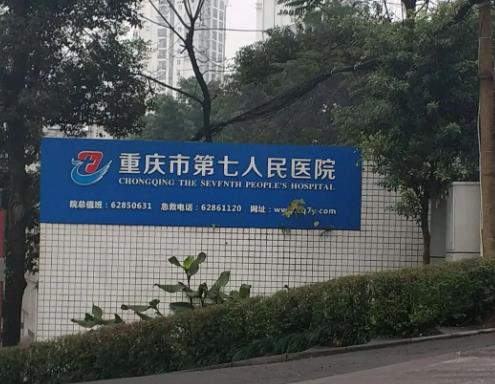 重庆市第七人民医院
CHONGQING THE SEVENTH PEOPLE'S HOSPITAL
院总值班：62850631 急救电话：62861120 网址：